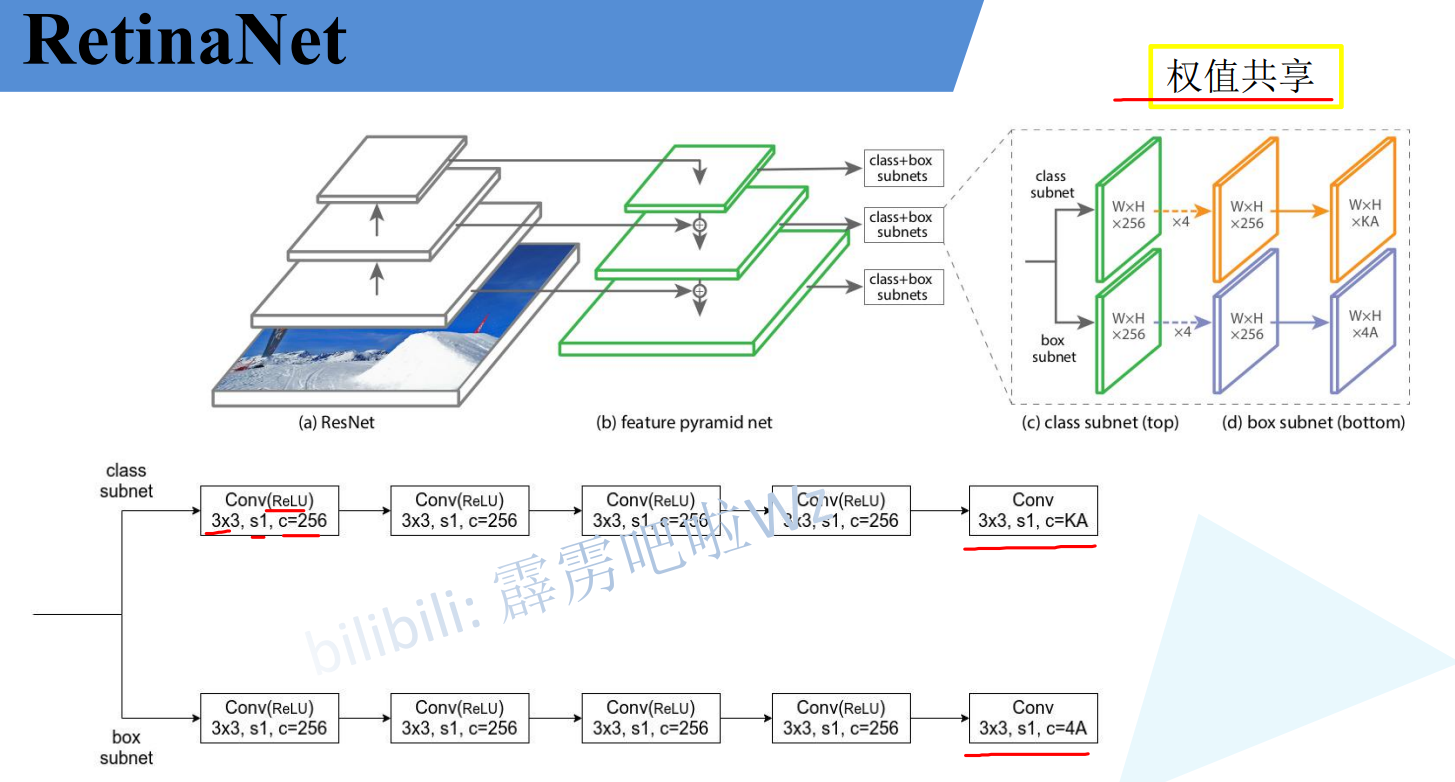 RetinaNet
权值共享
class+box
subnets
class+box
subnets
class+box
subnets
class
subnet
W×H
×256
×4
W×H
×256
W×H
×KA
box
subnet
W×H
×256
×4
W×H
×256
W×H
×4A
(a) ResNet
(b) feature pyramid net
(c) class subnet (top)
(d) box subnet (bottom)
class
subnet
Conv(ReLU)
3x3, s1, c=256
Conv(ReLU)
3x3, s1, c=256
Conv(ReLU)
3x3, s1, c=256
Conv(ReLU)
3x3, s1, c=256
Conv
3x3, s1, c=KA
bilibili: 霹雳吧啦Wz
box
subnet
Conv(ReLU)
3x3, s1, c=256
Conv(ReLU)
3x3, s1, c=256
Conv(ReLU)
3x3, s1, c=256
Conv(ReLU)
3x3, s1, c=256
Conv
3x3, s1, c=4A